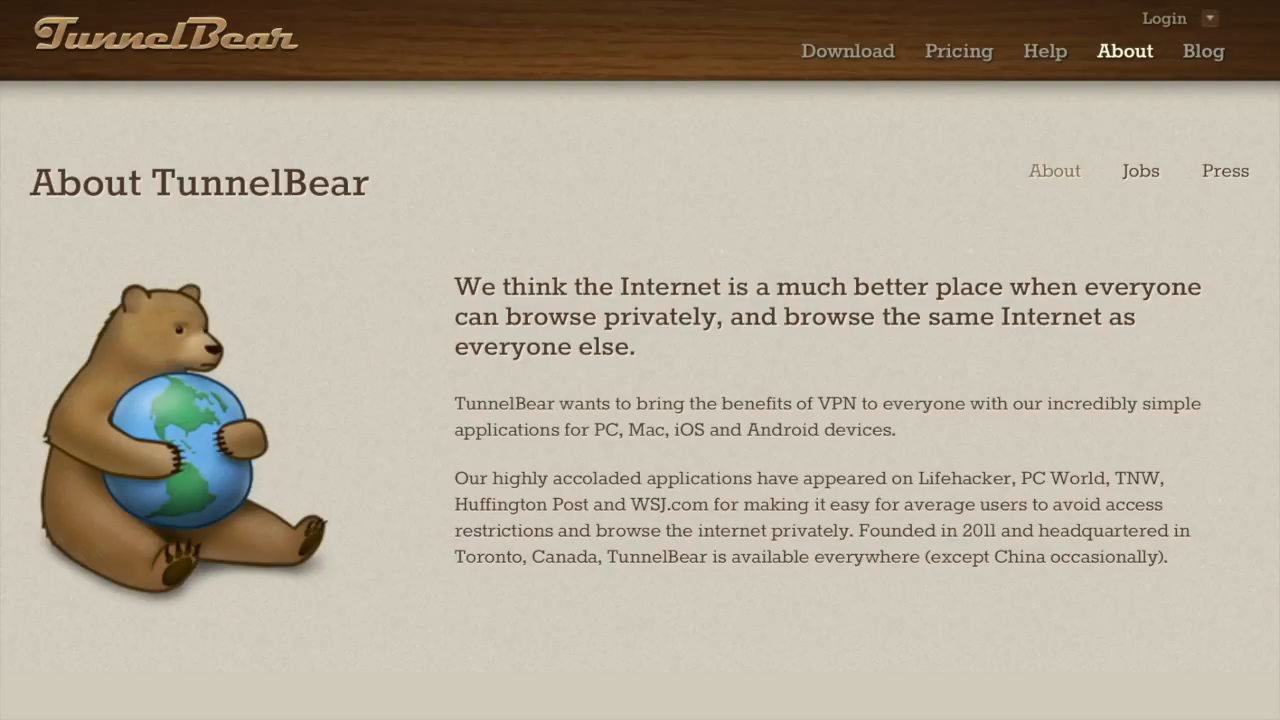 TunnelBear
Login
Download Pricing Help About Blog
About TunnelBear
About Jobs Press
We think the Internet is a much better place when everyone
can browse privately, and browse the same Internet as
everyone else.
TunnelBear wants to bring the benefits of VPN to everyone with our incredibly simple
applications for PC, Mac, iOS and Android devices.
Our highly accoladed applications have appeared on Lifehacker, PC World, TNW,
Huffington Post and WSJ.com for making it easy for average users to avoid access
restrictions and browse the internet privately. Founded in 2011 and headquartered in
Toronto, Canada, TunnelBear is available everywhere (except China occasionally).